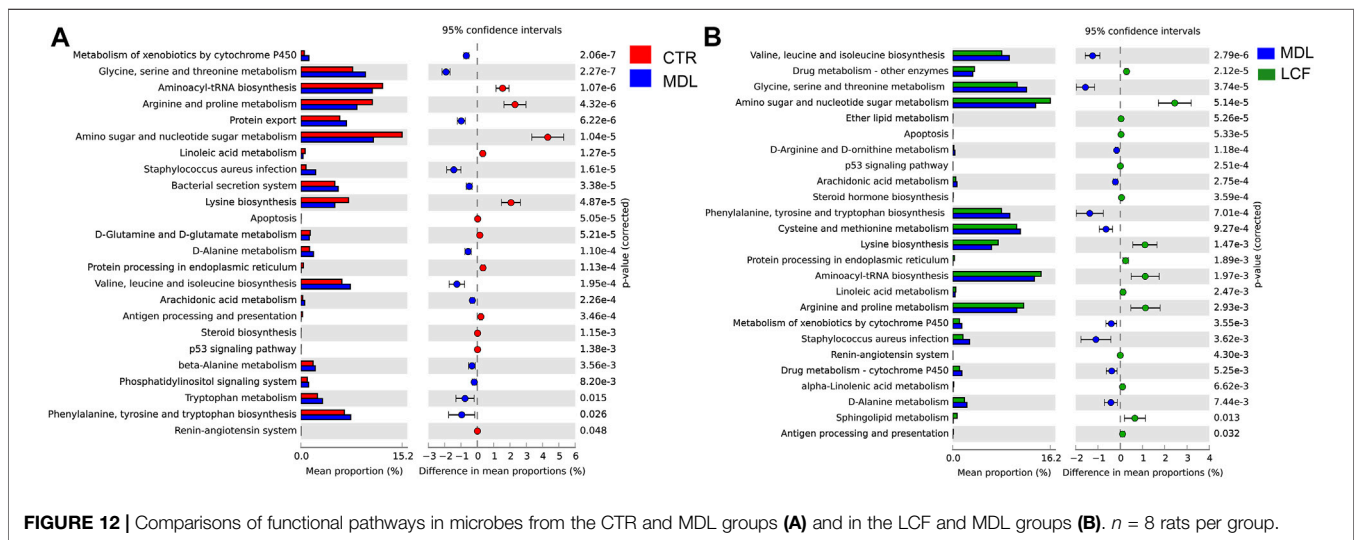 A
95% confidence intervals
Metabolism of xenobiotics by cytochrome P450 2.06e-7
Glycine, serine and threonine metabolism 2.27e-7
Aminoacyl-tRNA biosynthesis 1.07e-6
Arginine and proline metabolism 4.32e-6
Protein export 6.22e-6
Amino sugar and nucleotide sugar metabolism 1.04e-5
Linoleic acid metabolism 1.27e-5
Staphylococcus aureus infection 1.61e-5
Bacterial secretion system 3.38e-5
Lysine biosynthesis 4.87e-5
Apoptosis 5.05e-5
D-Glutamine and D-glutamate metabolism 5.21e-5
D-Alanine metabolism 1.10e-4
Protein processing in endoplasmic reticulum 1.13e-4
Valine, leucine and isoleucine biosynthesis 1.95e-4
Arachidonic acid metabolism 2.26e-4
Antigen processing and presentation 3.46e-4
Steroid biosynthesis 1.15e-3
p53 signaling pathway 1.38e-3
beta-Alanine metabolism 3.56e-3
Phosphatidylinositol signaling system 8.20e-3
Tryptophan metabolism 0.015
Phenylalanine, tyrosine and tryptophan biosynthesis 0.026
Renin-angiotensin system 0.048
0.0 15.2 −3 −2 −1 0 1 2 3 4 5 6
Mean proportion (%) Difference in mean proportions (%)
p-value (corrected)
CTR
MDL
B
95% confidence intervals
Valine, leucine and isoleucine biosynthesis 2.79e-6
Drug metabolism - other enzymes 2.12e-5
Glycine, serine and threonine metabolism 3.74e-5
Amino sugar and nucleotide sugar metabolism 5.14e-5
Ether lipid metabolism 5.26e-5
Apoptosis 5.33e-5
D-Arginine and D-ornithine metabolism 1.18e-4
p53 signaling pathway 2.51e-4
Arachidonic acid metabolism 2.75e-4
Steroid hormone biosynthesis 3.59e-4
Phenylalanine, tyrosine and tryptophan biosynthesis 7.01e-4
Cysteine and methionine metabolism 9.27e-4
Lysine biosynthesis 1.47e-3
Protein processing in endoplasmic reticulum 1.89e-3
Aminoacyl-tRNA biosynthesis 1.97e-3
Linoleic acid metabolism 2.47e-3
Arginine and proline metabolism 2.93e-3
Metabolism of xenobiotics by cytochrome P450 3.55e-3
Staphylococcus aureus infection 3.62e-3
Renin-angiotensin system 4.30e-3
Drug metabolism - cytochrome P450 5.25e-3
alpha-Linolenic acid metabolism 6.62e-3
D-Alanine metabolism 7.44e-3
Sphingolipid metabolism 0.013
Antigen processing and presentation 0.032
0.0 16.2 −2 −1 0 1 2 3 4
Mean proportion (%) Difference in mean proportions (%)
p-value (corrected)
MDL
LCF
FIGURE 12 | Comparisons of functional pathways in microbes from the CTR and MDL groups (A) and in the LCF and MDL groups (B). n = 8 rats per group.